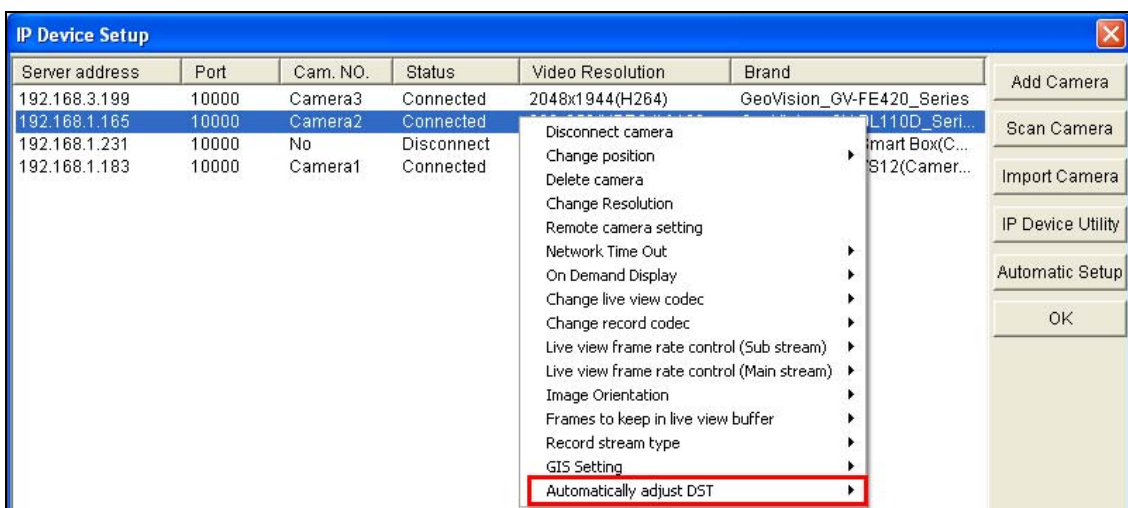 IP Device Setup
Server address Port Cam. NO. Status Video Resolution Brand
192.168.3.199 10000 Camera3 Connected 2048x1944(H264) GeoVision_GV-FE420_Series
192.168.1.165 10000 Camera2 Connected
192.168.1.231 10000 No Disconnect
192.168.1.183 10000 Camera1 Connected
Disconnect camera
Change position
Delete camera
Change Resolution
Remote camera setting
Network Time Out
On Demand Display
Change live view codec
Change record codec
Live view frame rate control (Sub stream)
Live view frame rate control (Main stream)
Image Orientation
Frames to keep in live view buffer
Record stream type
GIS Setting
Automatically adjust DST
Add Camera
Scan Camera
Import Camera
IP Device Utility
Automatic Setup
OK